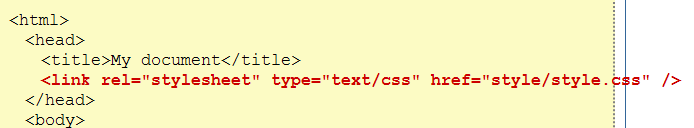 <html>
<head>
<title>My document</title>
<link rel="stylesheet" type="text/css" href="style/style.css" />
</head>
<body>